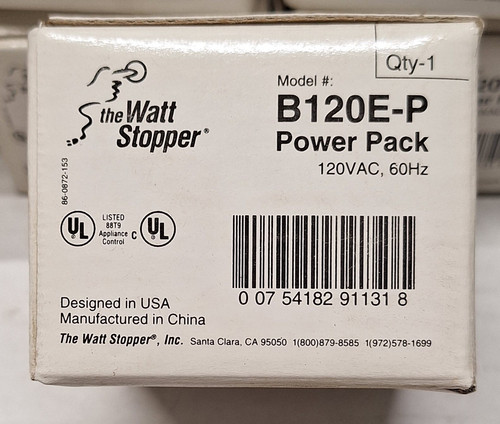 Qty-1
Model #:
B120E-P
Power Pack
120VAC, 60Hz
the Watt
Stopper®
86-0872-153
UL
LISTED
88T9
Appliance
Control
C
UL
0 07 54182 91131 8
Designed in USA
Manufactured in China
The Watt Stopper®, Inc. Santa Clara, CA 95050 1(800)879-8585 1(972)578-1699